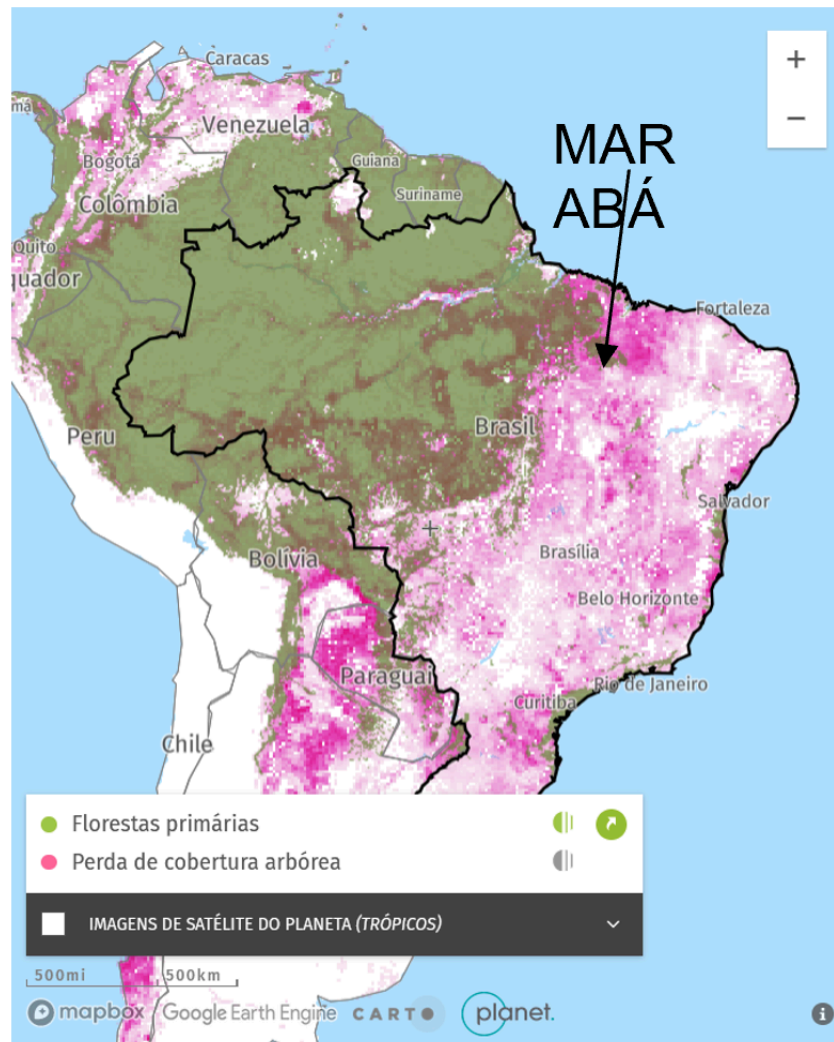 Caracas
má
Venezuela
MAR
ABÁ
Bogotá
Guiana
Colômbia
Suriname
Quito
quador
Fortaleza
Peru
Brasil
Salvador
Brasília
Bolívia
Belo Horizonte
Paraguai
Rio de Janeiro
Curitiba
Chile
Florestas primárias
Perda de cobertura arbórea
IMAGENS DE SATÉLITE DO PLANETA (TRÓPICOS)
500mi 500km
mapbox Google Earth Engine CARTO planet.